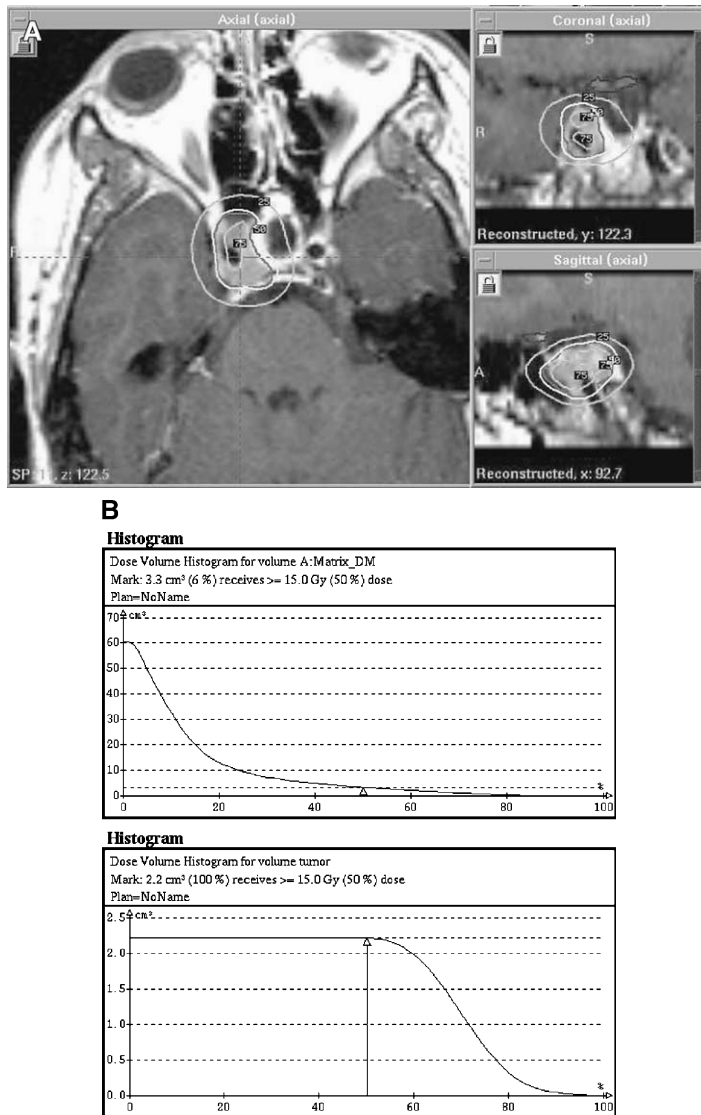 A
Axial (axial)
25
50
75
SP: , z: 122.5
Coronal (axial)
S
25
75
50
75
R
Reconstructed, y: 122.3
Sagittal (axial)
S
25
75
75
A
Reconstructed, x: 92.7
B
Histogram
Dose Volume Histogram for volume A:Matrix_DM
Mark: 3.3 cm³ (6 %) receives >= 15.0 Gy (50 %) dose
Plan=NoName
cm³
70
60
50
40
30
20
10
0
%
0 20 40 60 80 100
Histogram
Dose Volume Histogram for volume tumor
Mark: 2.2 cm³ (100 %) receives >= 15.0 Gy (50 %) dose
Plan=NoName
cm³
2.5
2.0
1.5
1.0
0.5
0.0
%
0 20 40 60 80 100